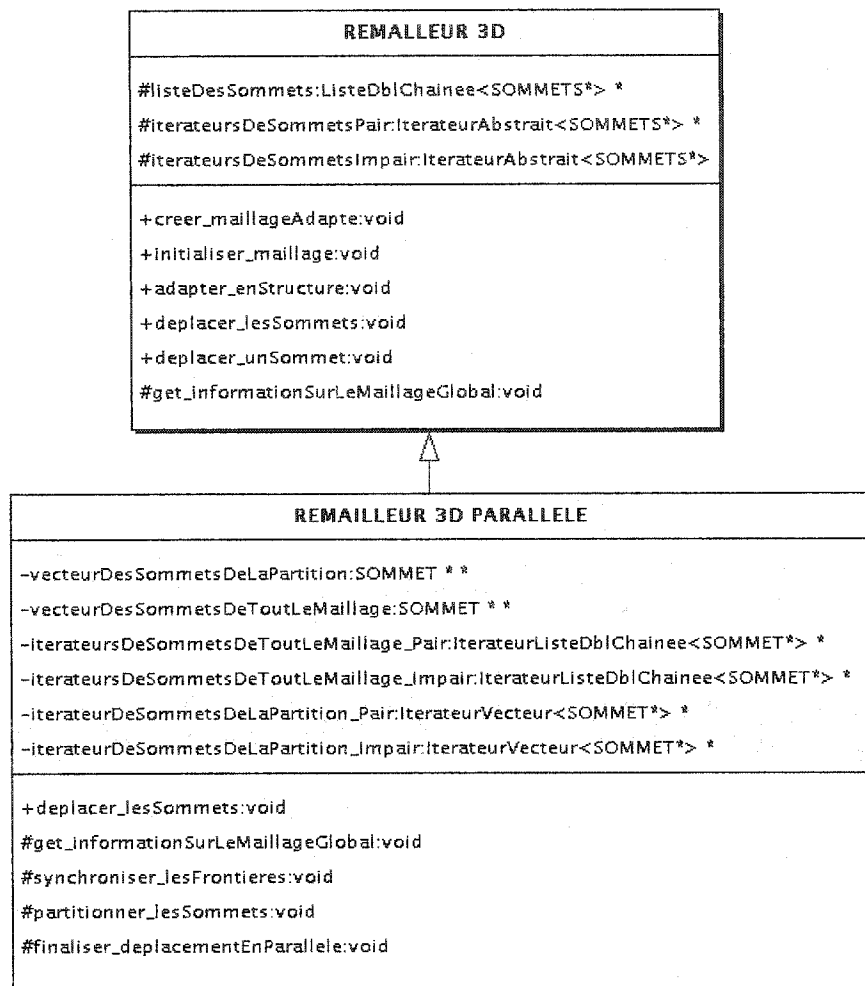 REMALLEUR 3D
#listeDesSommets:ListeDblChainee<SOMMETS*> *
#iterateursDeSommetsPair:IterateurAbstrait<SOMMETS*> *
#iterateursDeSommetsImpair:IterateurAbstrait<SOMMETS*>
+creer_maillageAdapte:void
+initialiser_maillage:void
+adapter_enStructure:void
+deplacer_lesSommets:void
+deplacer_unSommet:void
#get_informationSurLeMaillageGlobal:void
REMAILLEUR 3D PARALLELE
-vecteurDesSommetsDeLaPartition:SOMMET * *
-vecteurDesSommetsDeToutLeMaillage:SOMMET * *
-iterateursDeSommetsDeToutLeMaillage_Pair:IterateurListeDblChainee<SOMMET*> *
-iterateursDeSommetsDeToutLeMaillage_Impair:IterateurListeDblChainee<SOMMET*> *
-iterateurDeSommetsDeLaPartition_Pair:IterateurVecteur<SOMMET*> *
-iterateurDeSommetsDeLaPartition_Impair:IterateurVecteur<SOMMET*> *
+deplacer_lesSommets:void
#get_informationSurLeMaillageGlobal:void
#synchroniser_lesFrontieres:void
#partitionner_lesSommets:void
#finaliser_deplacementEnParallele:void